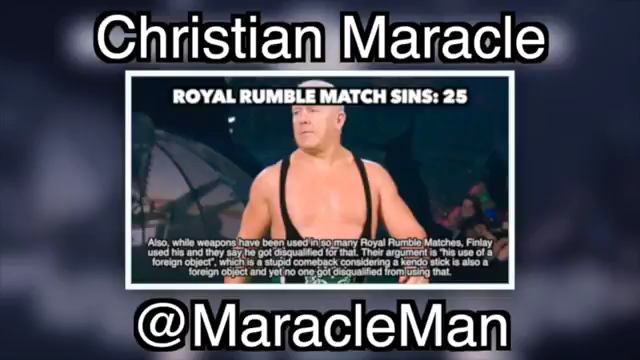 Christian Maracle
ROYAL RUMBLE MATCH SINS: 25
Also, while weapons have been used in so many Royal Rumble Matches, Finlay
used his and they say he got disqualified for that. Their argument is "his use of a
foreign object", which is a stupid comeback considering a kendo stick is also a
foreign object and yet no one got disqualified from using that.
@MaracleMan